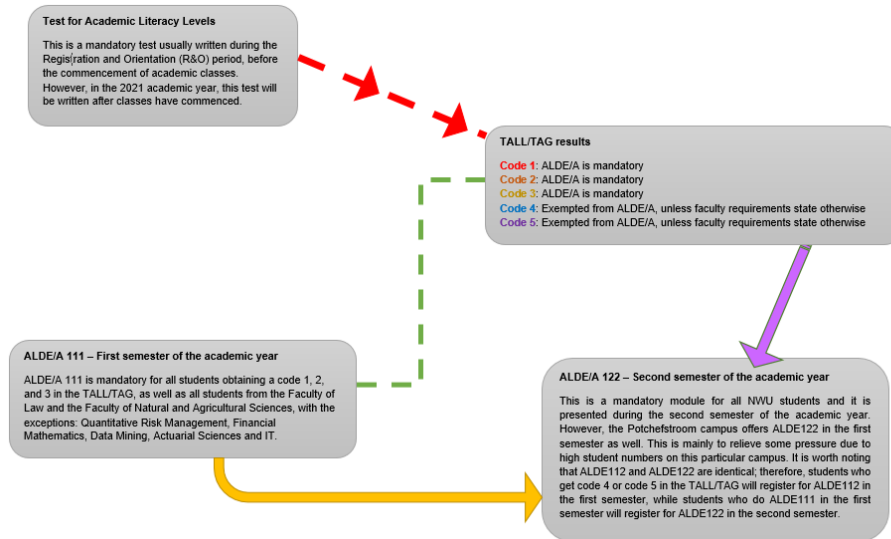 Test for Academic Literacy Levels
This is a mandatory test usually written during the
Registration and Orientation (R&O) period, before
the commencement of academic classes.
However, in the 2021 academic year, this test will
be written after classes have commenced.
TALL/TAG results
Code 1: ALDE/A is mandatory
Code 2: ALDE/A is mandatory
Code 3: ALDE/A is mandatory
Code 4: Exempted from ALDE/A, unless faculty requirements state otherwise
Code 5: Exempted from ALDE/A, unless faculty requirements state otherwise
ALDE/A 111 – First semester of the academic year
ALDE/A 111 is mandatory for all students obtaining a code 1, 2,
and 3 in the TALL/TAG, as well as all students from the Faculty of
Law and the Faculty of Natural and Agricultural Sciences, with the
exceptions: Quantitative Risk Management, Financial
Mathematics, Data Mining, Actuarial Sciences and IT.
ALDE/A 122 – Second semester of the academic year
This is a mandatory module for all NWU students and it is
presented during the second semester of the academic year.
However, the Potchefstroom campus offers ALDE122 in the first
semester as well. This is mainly to relieve some pressure due to
high student numbers on this particular campus. It is worth noting
that ALDE112 and ALDE122 are identical; therefore, students who
get code 4 or code 5 in the TALL/TAG will register for ALDE112 in
the first semester, while students who do ALDE111 in the first
semester will register for ALDE122 in the second semester.